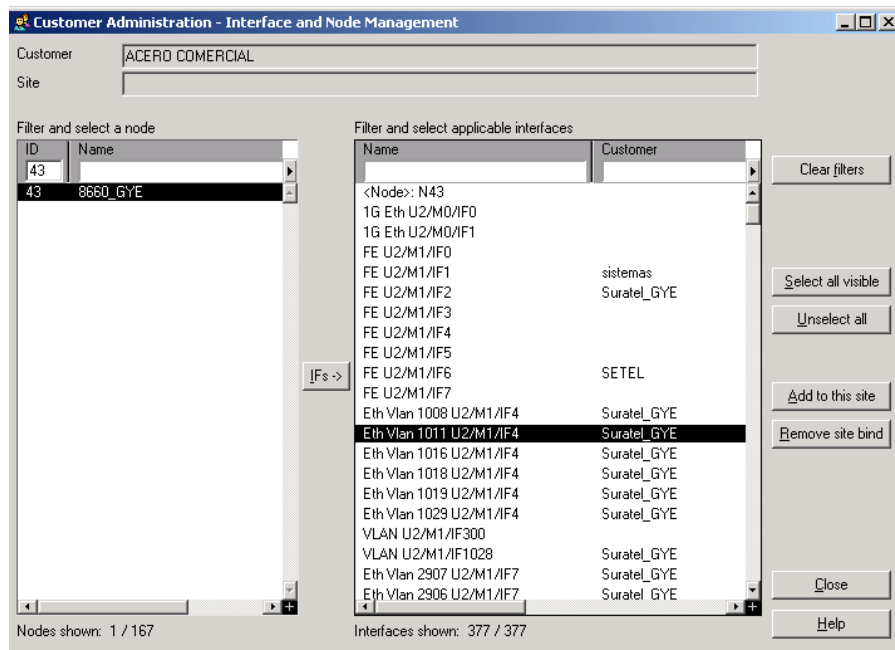 Customer Administration - Interface and Node Management
Customer ACERO COMERCIAL
Site
Filter and select a node
ID Name
43
43 8660_GYE
Nodes shown: 1 / 167
IFs ->
Filter and select applicable interfaces
Name Customer
<Node>: N43
1G Eth U2/M0/IF0
1G Eth U2/M0/IF1
FE U2/M1/IF0
FE U2/M1/IF1 sistemas
FE U2/M1/IF2 Suratel_GYE
FE U2/M1/IF3
FE U2/M1/IF4
FE U2/M1/IF5
FE U2/M1/IF6 SETEL
FE U2/M1/IF7
Eth Vlan 1008 U2/M1/IF4 Suratel_GYE
Eth Vlan 1011 U2/M1/IF4 Suratel_GYE
Eth Vlan 1016 U2/M1/IF4 Suratel_GYE
Eth Vlan 1018 U2/M1/IF4 Suratel_GYE
Eth Vlan 1019 U2/M1/IF4 Suratel_GYE
Eth Vlan 1029 U2/M1/IF4 Suratel_GYE
VLAN U2/M1/IF300
VLAN U2/M1/IF1028 Suratel_GYE
Eth Vlan 2907 U2/M1/IF7 Suratel_GYE
Eth Vlan 2906 U2/M1/IF7 Suratel_GYE
Interfaces shown: 377 / 377
Clear filters
Select all visible
Unselect all
Add to this site
Remove site bind
Close
Help